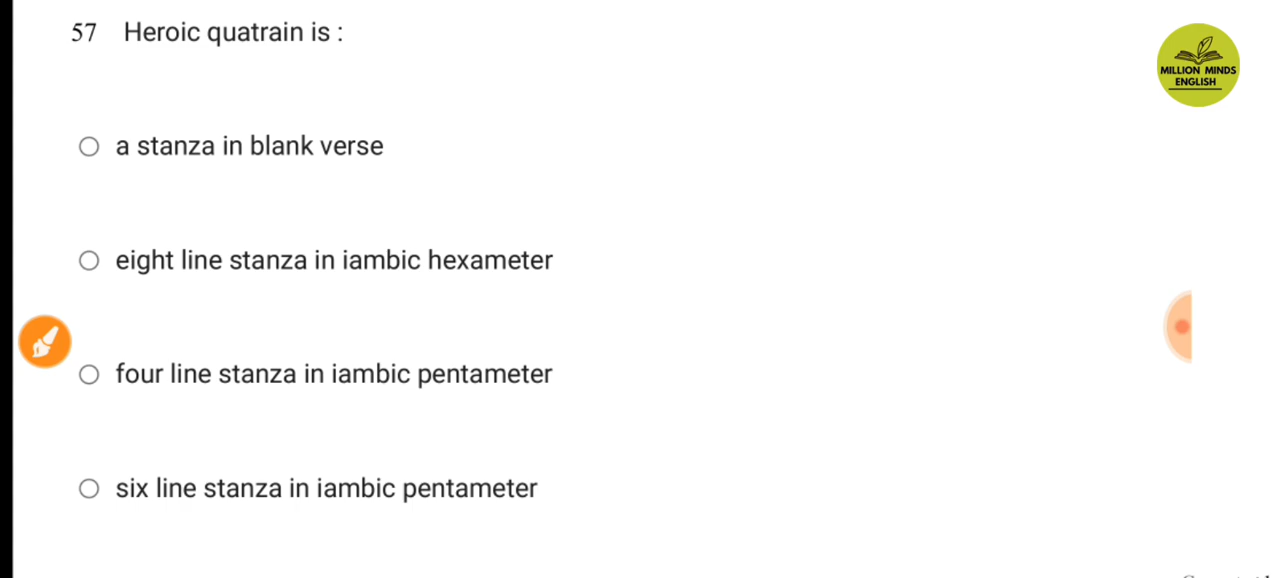 57 Heroic quatrain is :
MILLION MINDS
ENGLISH
a stanza in blank verse
eight line stanza in iambic hexameter
four line stanza in iambic pentameter
six line stanza in iambic pentameter